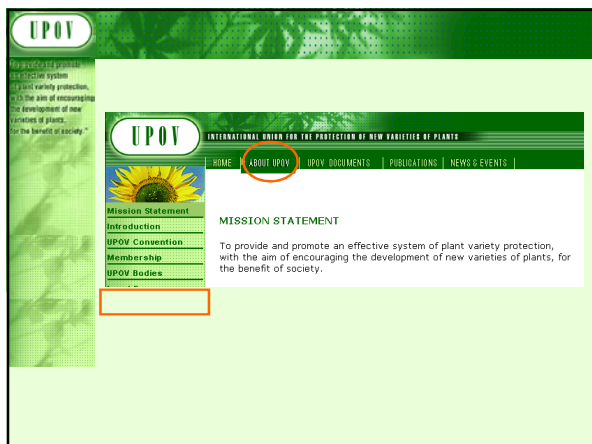 UPOV
To provide and promote
an effective system
of plant variety protection,
with the aim of encouraging
the development of new
varieties of plants,
for the benefit of society."
UPOV
INTERNATIONAL UNION FOR THE PROTECTION OF NEW VARIETIES OF PLANTS
HOME ABOUT UPOV UPOV DOCUMENTS PUBLICATIONS NEWS & EVENTS
Mission Statement
Introduction
UPOV Convention
Membership
UPOV Bodies
MISSION STATEMENT
To provide and promote an effective system of plant variety protection,
with the aim of encouraging the development of new varieties of plants, for
the benefit of society.